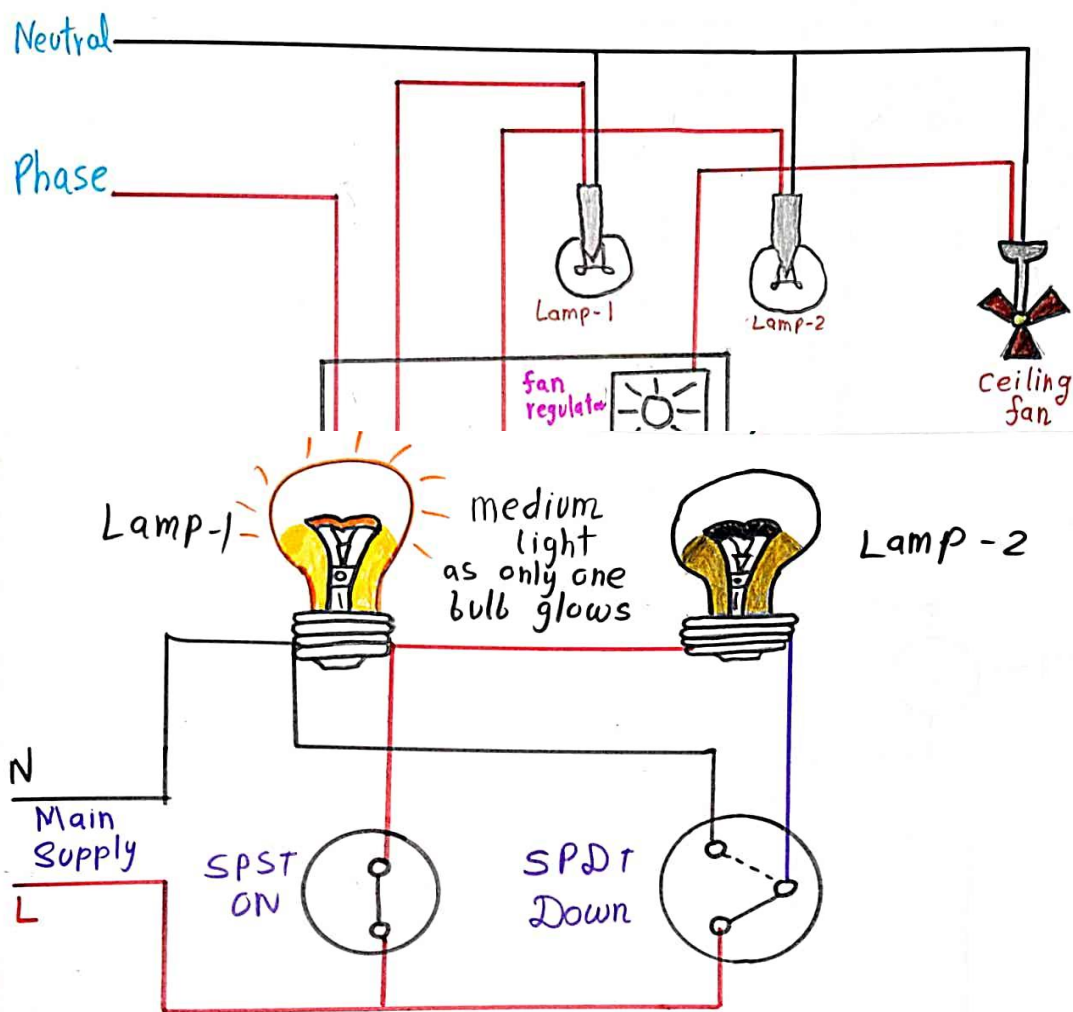 Neutral
Phase
Lamp-1
Lamp-2
ceiling
fan
fan
regulator
Lamp-1
medium
light
as only one
bulb glows
Lamp-2
N
Main
Supply
L
SPST
ON
SPDT
Down